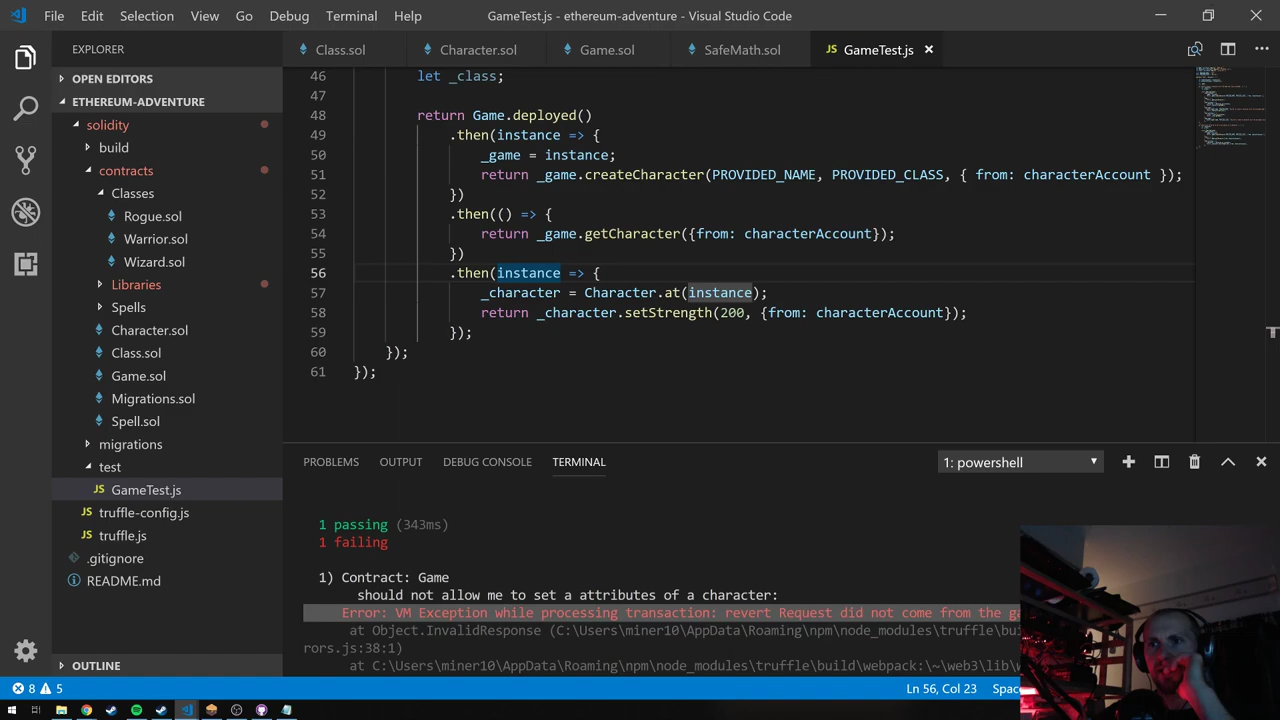 File Edit Selection View Go Debug Terminal Help
GameTest.js - ethereum-adventure - Visual Studio Code
EXPLORER
OPEN EDITORS
ETHEREUM-ADVENTURE
solidity
build
contracts
Classes
Rogue.sol
Warrior.sol
Wizard.sol
Libraries
Spells
Character.sol
Class.sol
Game.sol
Migrations.sol
Spell.sol
migrations
test
JS GameTest.js
JS truffle-config.js
JS truffle.js
.gitignore
README.md
OUTLINE
Class.sol Character.sol Game.sol SafeMath.sol JS GameTest.js
46 let _class;
47
48 return Game.deployed()
49 .then(instance => {
50 _game = instance;
51 return _game.createCharacter(PROVIDED_NAME, PROVIDED_CLASS, { from: characterAccount });
52 })
53 .then(() => {
54 return _game.getCharacter({from: characterAccount});
55 })
56 .then(instance => {
57 _character = Character.at(instance);
58 return _character.setStrength(200, {from: characterAccount});
59 });
60 });
61 });
PROBLEMS OUTPUT DEBUG CONSOLE TERMINAL
1: powershell
1 passing (343ms)
1 failing
1) Contract: Game
should not allow me to set a attributes of a character:
Error: VM Exception while processing transaction: revert Request did not come from the ga
at Object.InvalidResponse (C:\Users\miner10\AppData\Roaming\npm\node_modules\truffle\bui
rors.js:38:1)
at C:\Users\miner10\AppData\Roaming\npm\node_modules\truffle\build\webpack:\~\web3\lib\w
8 5
Ln 56, Col 23 Spac